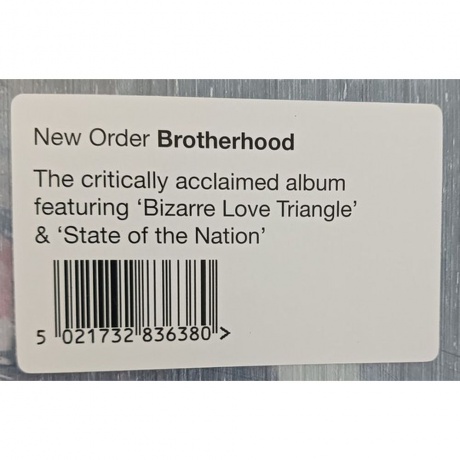 New Order Brotherhood
The critically acclaimed album
featuring ‘Bizarre Love Triangle’
& ‘State of the Nation’
5 021732 836380 >